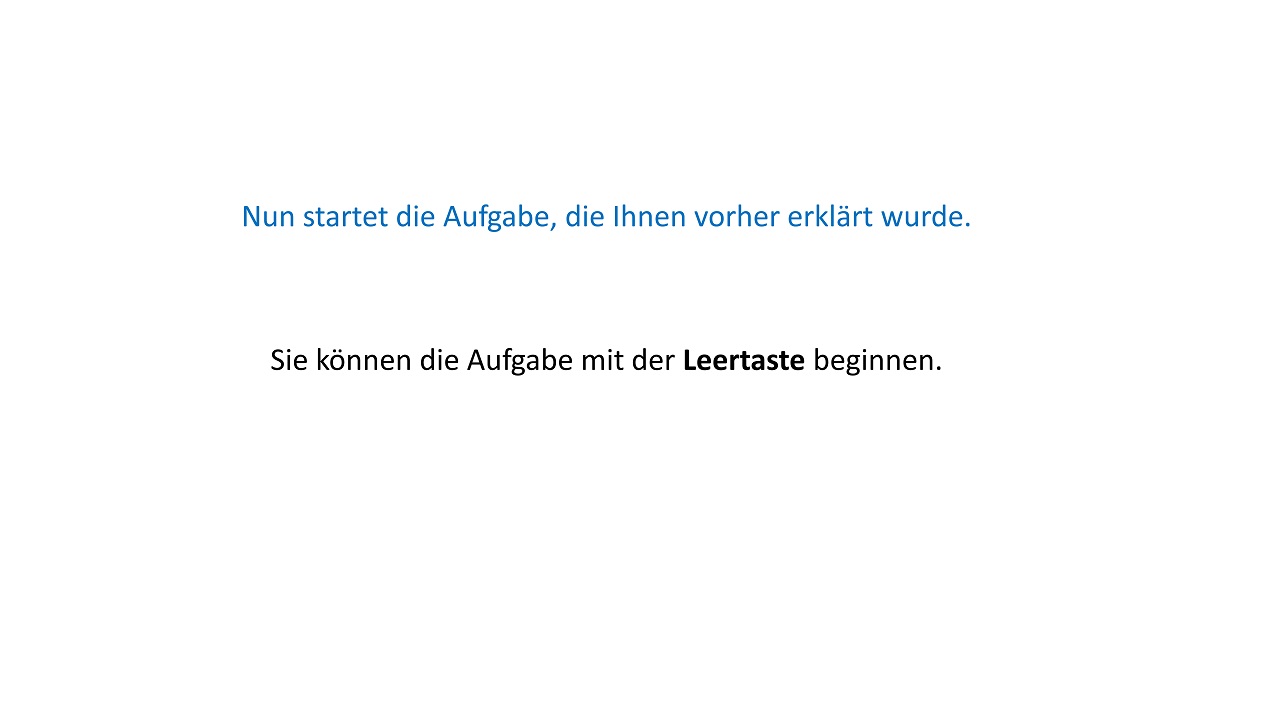 Nun startet die Aufgabe, die Ihnen vorher erklärt wurde.
Sie können die Aufgabe mit der Leertaste beginnen.